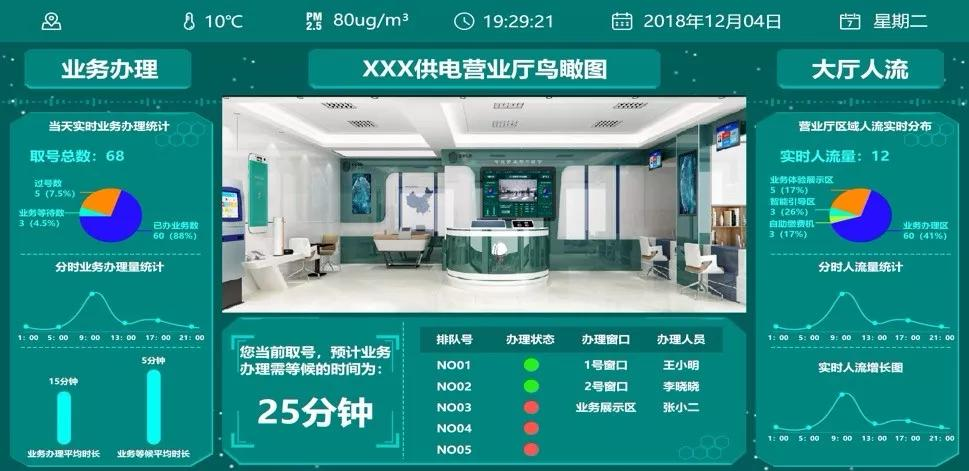 10℃
PM
2.5
80ug/m³
19:29:21
2018年12月04日
7
星期二
业务办理
XXX供电营业厅鸟瞰图
大厅人流
当天实时业务办理统计
取号总数：68
过号数
5（7.5%）
业务等待数
3（4.5%）
已办业务数
60（88%）
分时业务办理量统计
1：00 5：00 9：00 13：00 17：00 21：00
5分钟
15分钟
业务办理平均时长 业务等候平均时长
您当前取号，预计业务
办理需等候的时间为：
25分钟
排队号 办理状态 办理窗口 办理人员
NO01 1号窗口 王小明
NO02 2号窗口 李晓晓
NO03 业务展示区 张小二
NO04
NO05
营业厅区域人流实时分布
实时人流量：12
业务体验展示区
5（17%）
智能引导区
3（26%）
自助缴费机
3（17%）
业务办理区
60（41%）
分时人流量统计
1：00 5：00 9：00 13：00 17：00 21：00
实时人流增长图
1：00 5：00 9：00 13：00 17：00 21：00